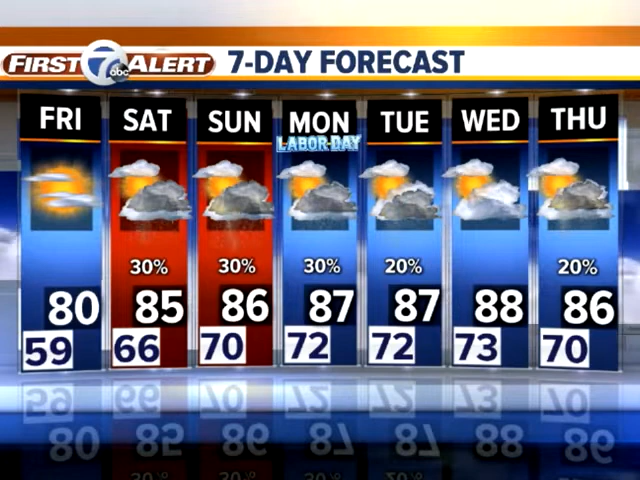 FIRST 7 abc ALERT 7-DAY FORECAST
FRI SAT SUN MON TUE WED THU
LABOR DAY
30% 30% 30% 20% 20%
80 85 86 87 87 88 86
59 66 70 72 72 73 70